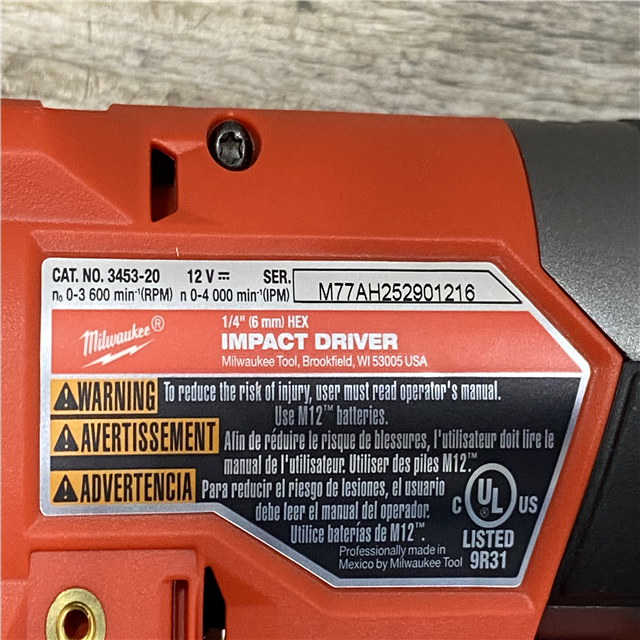 CAT. NO. 3453-20 12 V⎓ SER. M77AH252901216
n₀ 0-3 600 min⁻¹(RPM) n 0-4 000 min⁻¹(IPM)
Milwaukee®
1/4" (6 mm) HEX
IMPACT DRIVER
Milwaukee Tool, Brookfield, WI 53005 USA
WARNING To reduce the risk of injury, user must read operator's manual.
Use M12™ batteries.
AVERTISSEMENT Afin de réduire le risque de blessures, l'utilisateur doit lire le
manual de l'utilisateur. Utiliser des piles M12™.
ADVERTENCIA Para reducir el riesgo de lesiones, el usuario
debe leer el manual del operador.
Utilice baterías de M12™.
Professionally made in
Mexico by Milwaukee Tool
C UL® US
LISTED
9R31